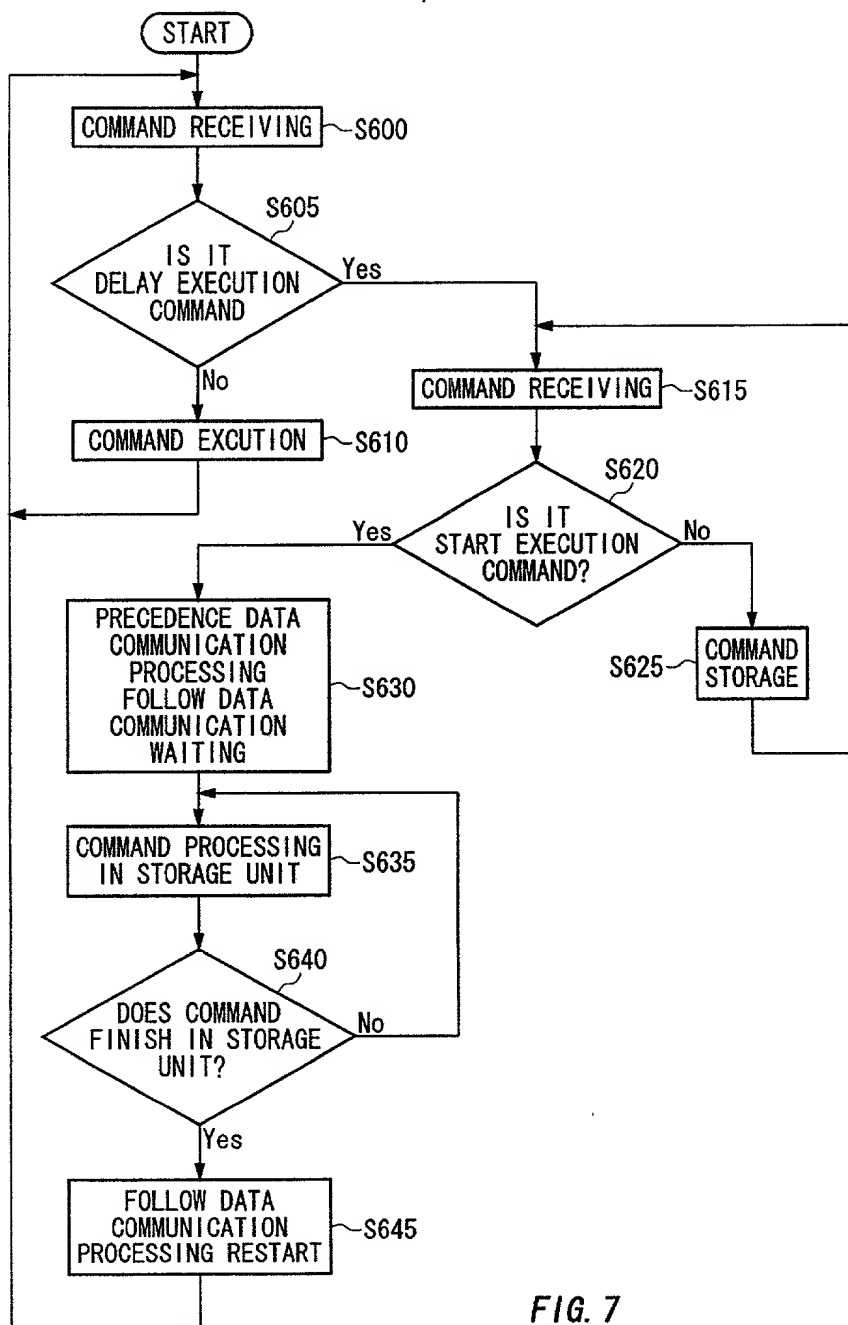 START
COMMAND RECEIVING
S600
S605
IS IT
DELAY EXECUTION
COMMAND
Yes
No
COMMAND EXCUTION
S610
COMMAND RECEIVING
S615
S620
IS IT
START EXECUTION
COMMAND?
Yes
No
COMMAND
STORAGE
S625
PRECEDENCE DATA
COMMUNICATION
PROCESSING
FOLLOW DATA
COMMUNICATION
WAITING
S630
COMMAND PROCESSING
IN STORAGE UNIT
S635
S640
DOES COMMAND
FINISH IN STORAGE
UNIT?
No
Yes
FOLLOW DATA
COMMUNICATION
PROCESSING RESTART
S645
FIG. 7